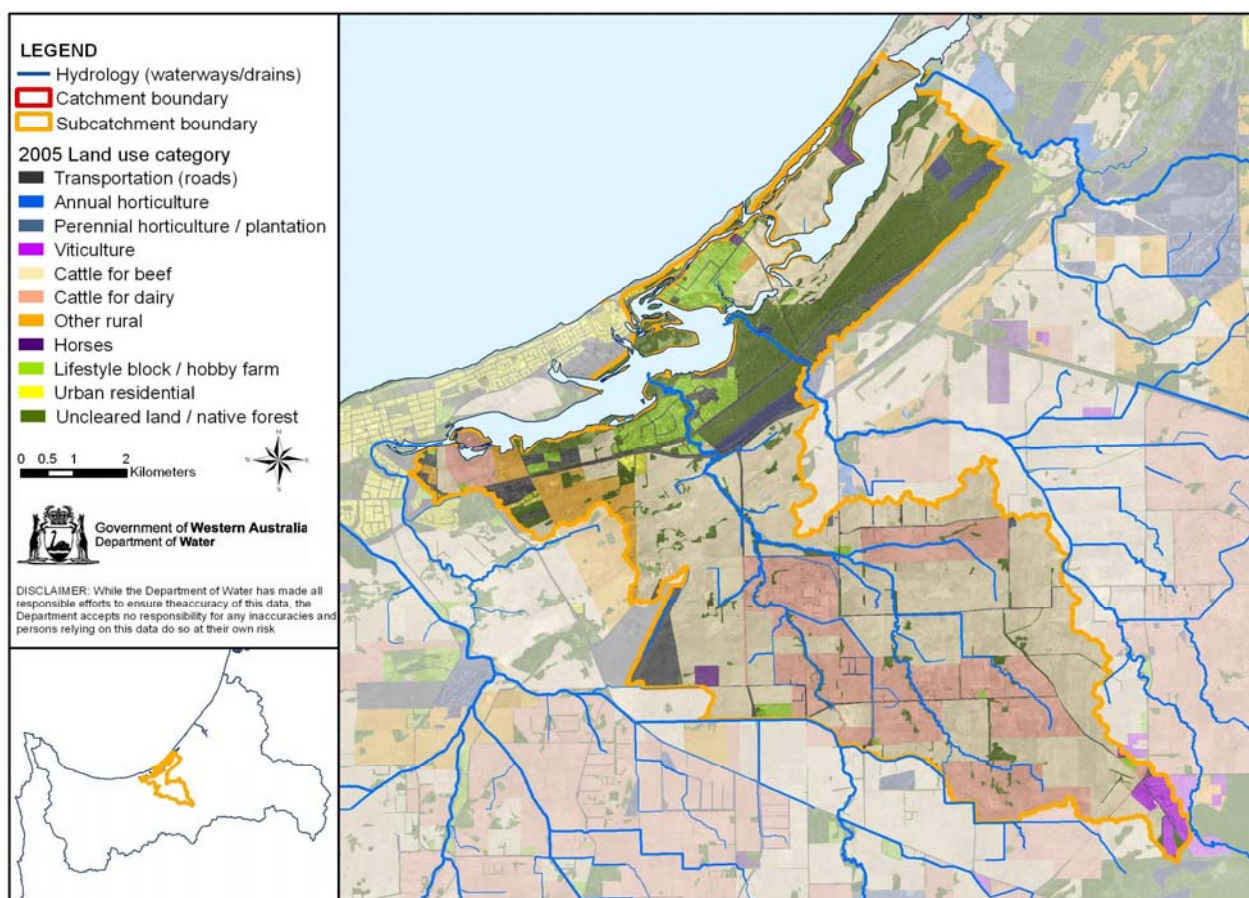 LEGEND
Hydrology (waterways/drains)
Catchment boundary
Subcatchment boundary
2005 Land use category
Transportation (roads)
Annual horticulture
Perennial horticulture / plantation
Viticulture
Cattle for beef
Cattle for dairy
Other rural
Horses
Lifestyle block / hobby farm
Urban residential
Uncleared land / native forest
N
0 0.5 1 2
Kilometers
Government of Western Australia
Department of Water
DISCLAIMER: While the Department of Water has made all
responsible efforts to ensure theaccuracy of this data, the
Department accepts no responsibility for any inaccuracies and
persons relying on this data do so at their own risk